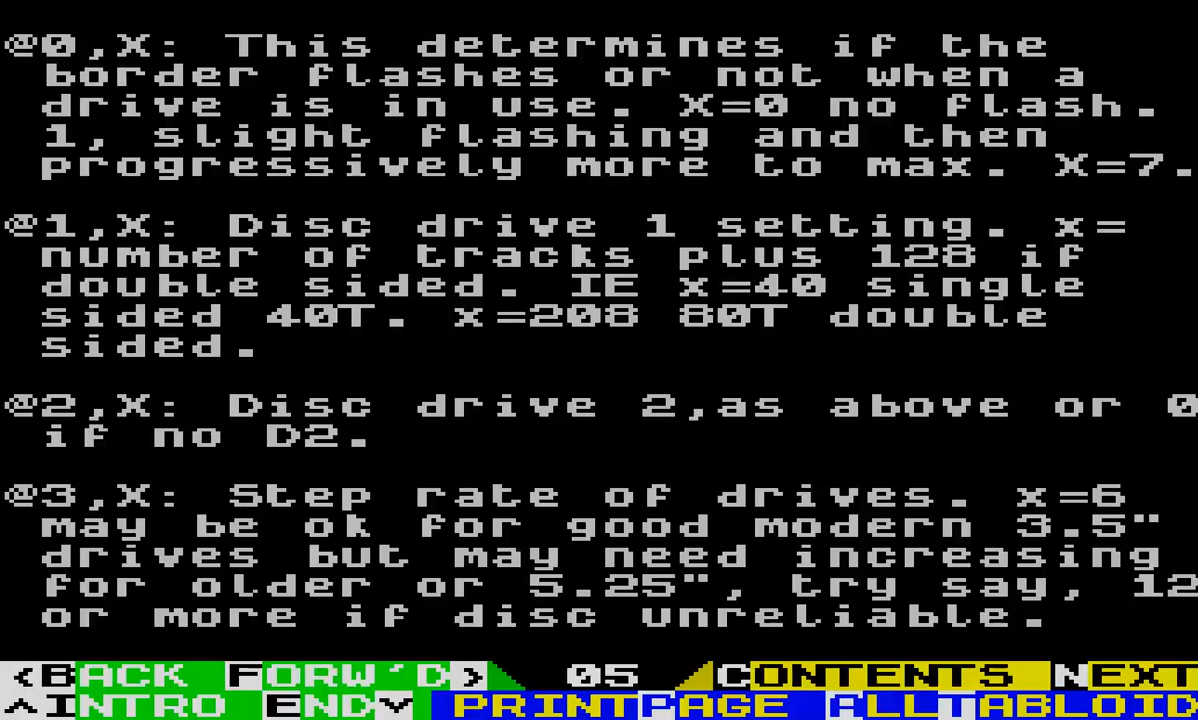 @0,X: This determines if the
border flashes or not when a
drive is in use. X=0 no flash.
1, slight flashing and then
progressively more to max. X=7.
@1,X: Disc drive 1 setting. x=
number of tracks plus 128 if
double sided. IE x=40 single
sided 40T. x=208 80T double
sided.
@2,X: Disc drive 2,as above or 0
if no D2.
@3,X: Step rate of drives. x=6
may be ok for good modern 3.5"
drives but may need increasing
for older or 5.25", try say, 12
or more if disc unreliable.
<BACK FORW'D> 05 CONTENTS NEXT
^INTRO ENDv PRINTPAGE ALLTABLOID